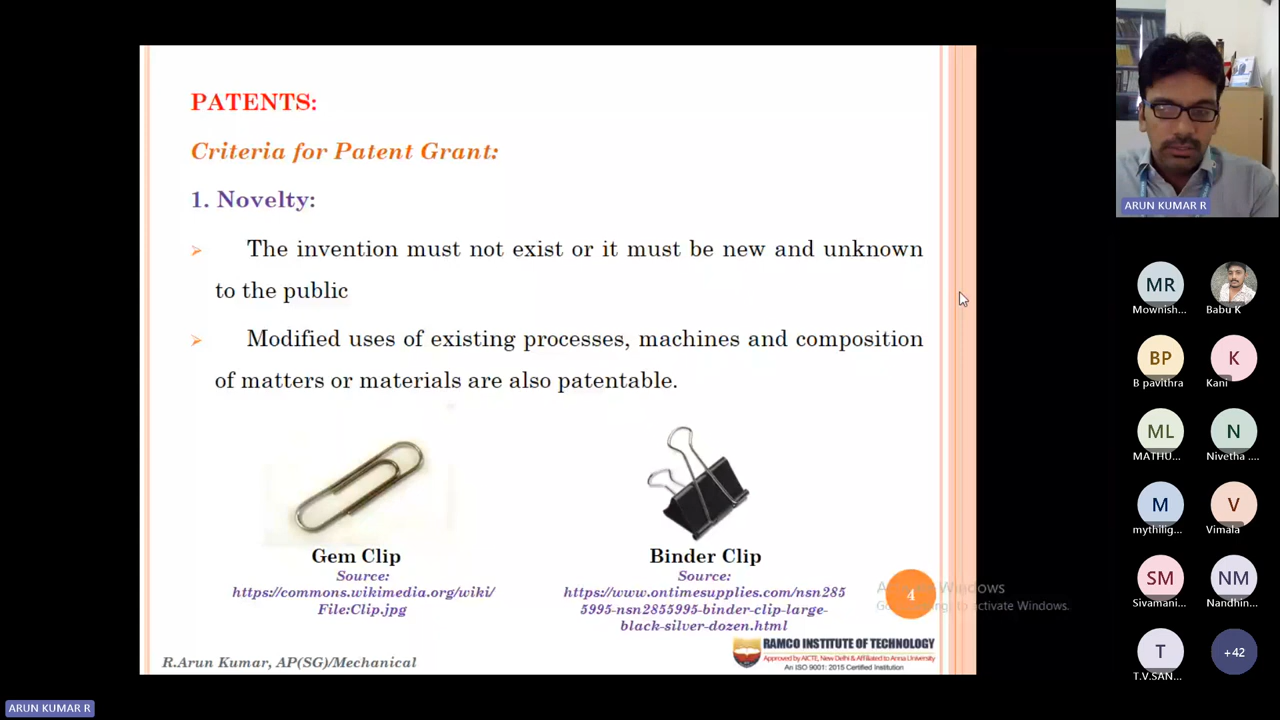 PATENTS:
Criteria for Patent Grant:
1. Novelty:
The invention must not exist or it must be new and unknown
to the public
Modified uses of existing processes, machines and composition
of matters or materials are also patentable.
Gem Clip
Source:
https://commons.wikimedia.org/wiki/
File:Clip.jpg
Binder Clip
Source:
https://www.ontimesupplies.com/nsn285
5995-nsn2855995-binder-clip-large-
black-silver-dozen.html
4
R.Arun Kumar, AP(SG)/Mechanical
RAMCO INSTITUTE OF TECHNOLOGY
Approved by AICTE, New Delhi & Affiliated to Anna University
An ISO 9001: 2015 Certified Institution
Windows
to activate Windows.
ARUN KUMAR R
MR
Mownish...
Babu K
BP
B pavithra
K
Kani
ML
MATHU...
N
Nivetha ....
M
mythilig...
V
Vimala
SM
Sivamani...
NM
Nandhin...
T
T.V.SAN...
+42
ARUN KUMAR R